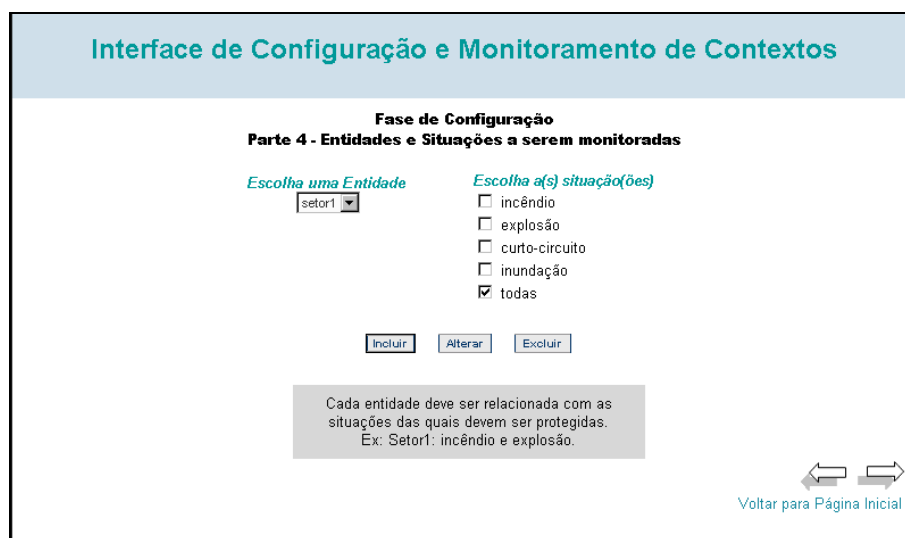 Interface de Configuração e Monitoramento de Contextos
Fase de Configuração
Parte 4 - Entidades e Situações a serem monitoradas
Escolha uma Entidade
setor1
Escolha a(s) situação(ões)
incêndio
explosão
curto-circuito
inundação
todas
Incluir Alterar Excluir
Cada entidade deve ser relacionada com as
situações das quais devem ser protegidas.
Ex: Setor1: incêndio e explosão.
Voltar para Página Inicial